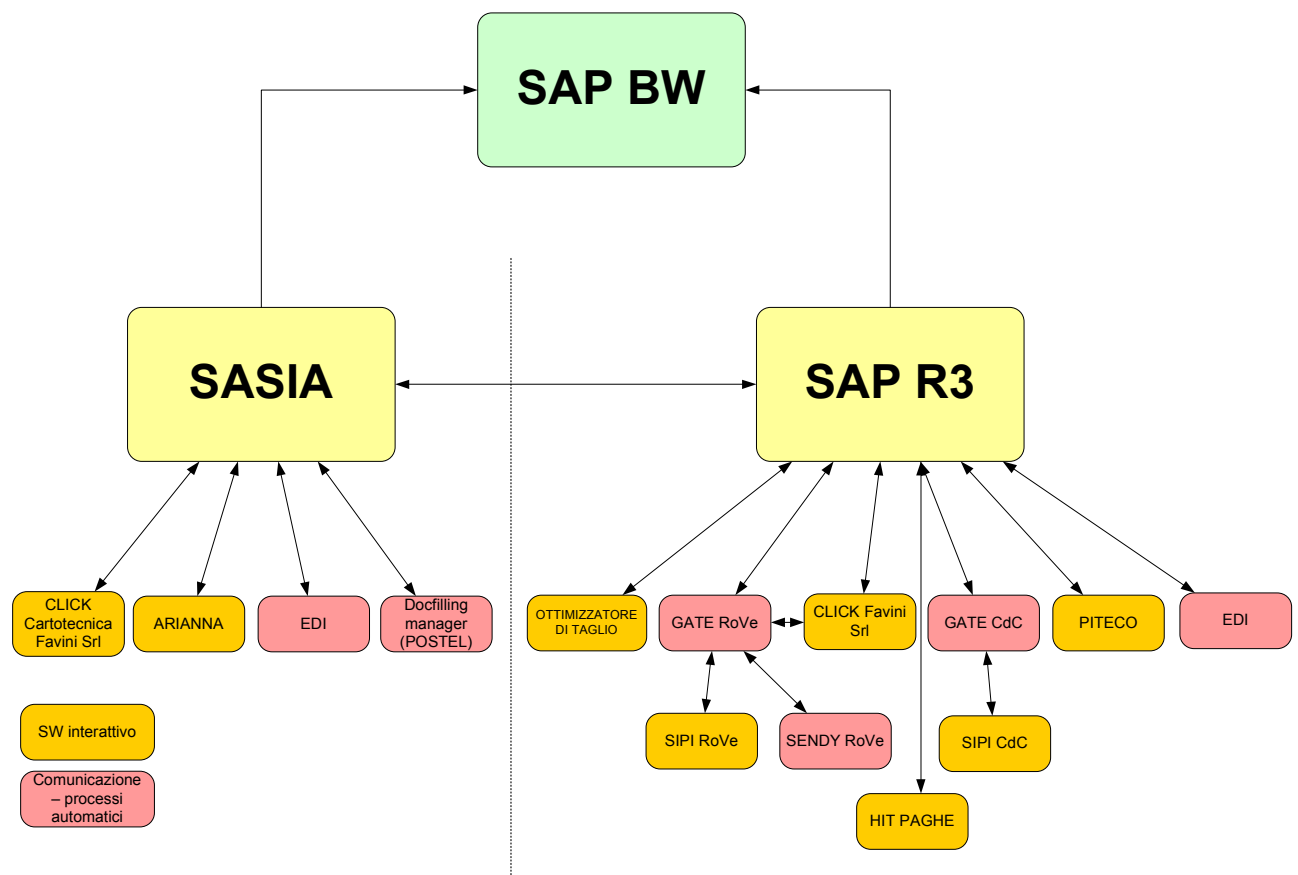 SAP BW
SASIA
SAP R3
CLICK
Cartotecnica
Favini Srl
ARIANNA
EDI
Docfilling
manager
(POSTEL)
OTTIMIZZATORE
DI TAGLIO
GATE RoVe
CLICK Favini
Srl
GATE CdC
PITECO
EDI
SIPI RoVe
SENDY RoVe
SIPI CdC
HIT PAGHE
SW interattivo
Comunicazione
– processi
automatici